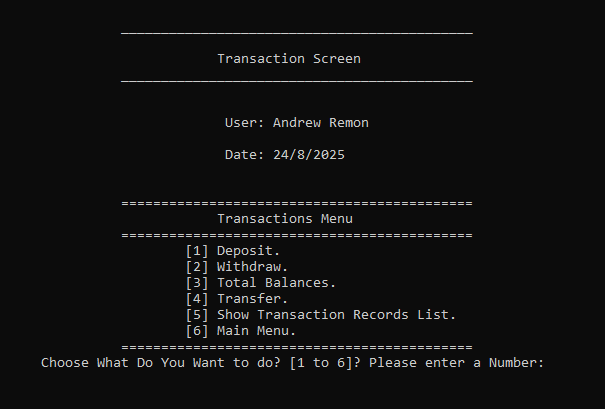 Transaction Screen
User: Andrew Remon
Date: 24/8/2025
===========================================
Transactions Menu
===========================================
[1] Deposit.
[2] Withdraw.
[3] Total Balances.
[4] Transfer.
[5] Show Transaction Records List.
[6] Main Menu.
===========================================
Choose What Do You Want to do? [1 to 6]? Please enter a Number: